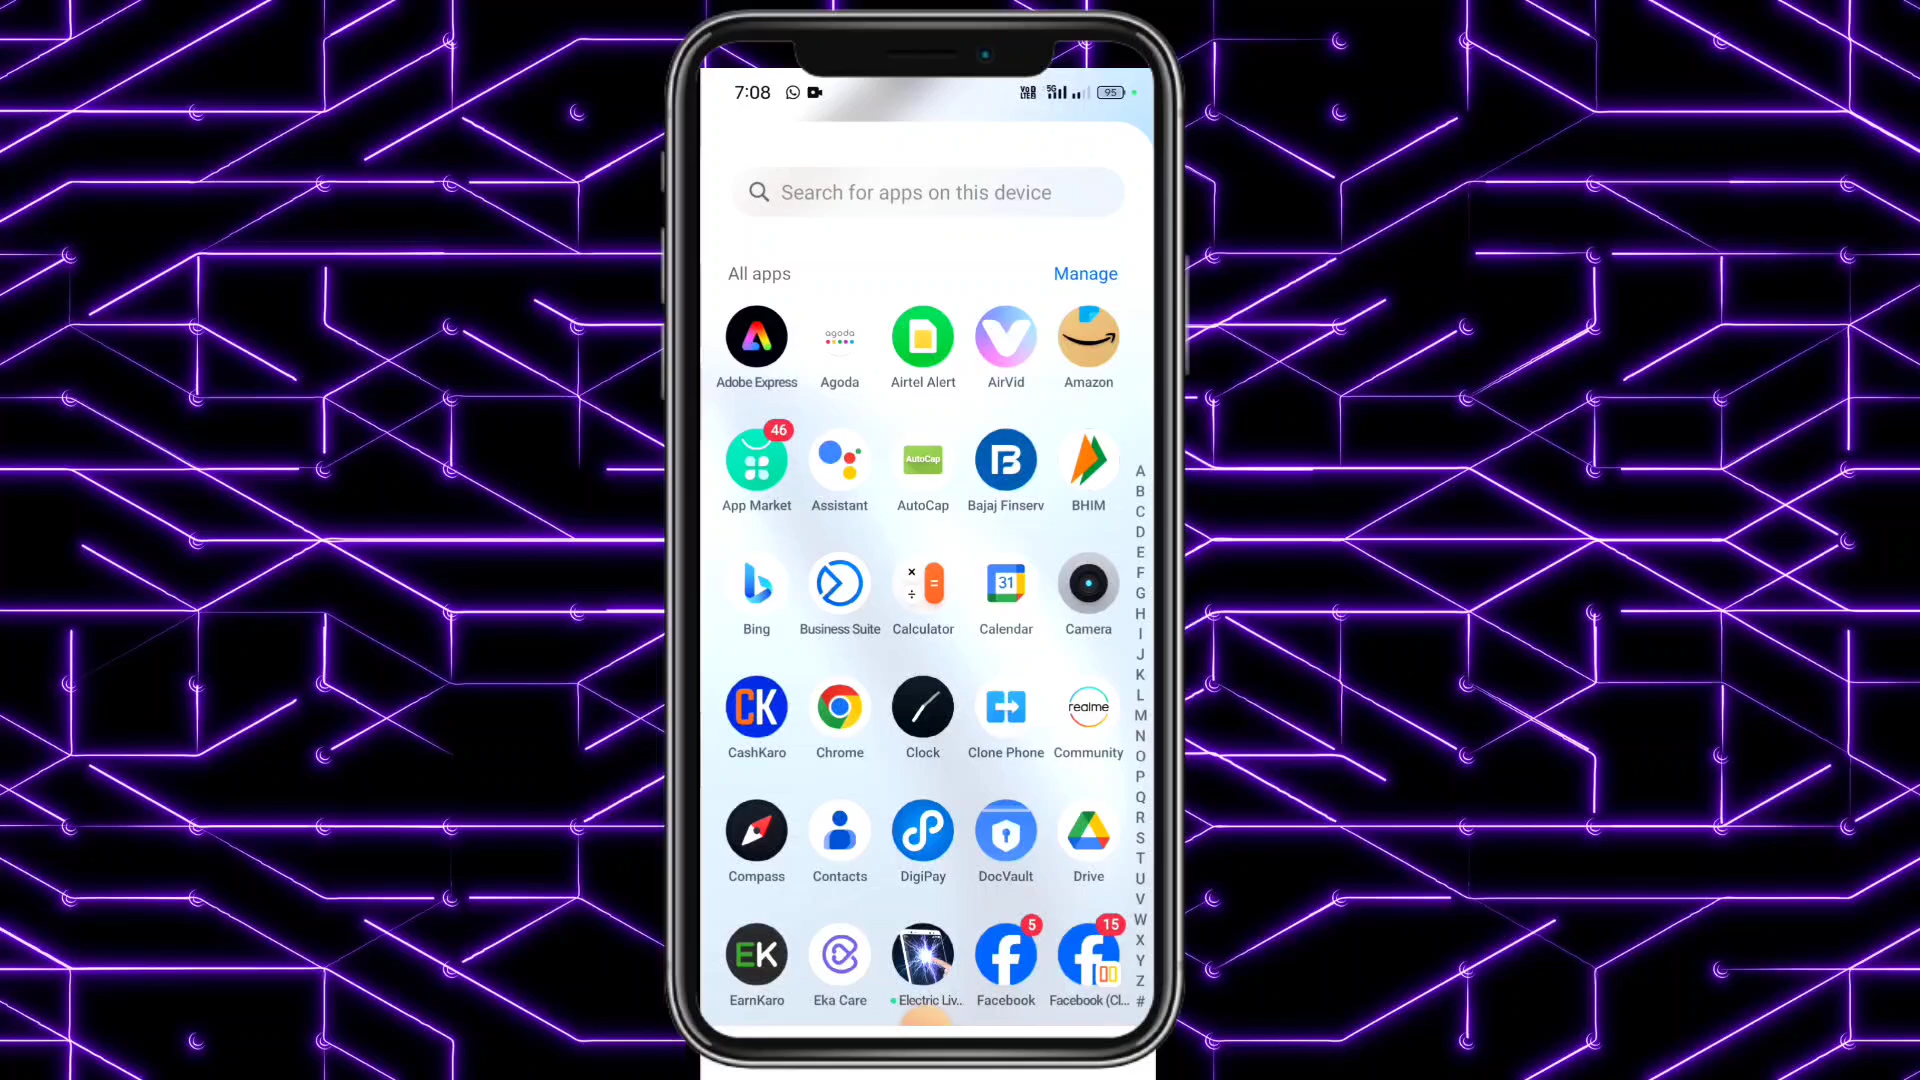 7:08 VoD LTE2 5G 95
Search for apps on this device
All apps Manage
agoda
Adobe Express Agoda Airtel Alert AirVid Amazon
46
AutoCap B
App Market Assistant AutoCap Bajaj Finserv BHIM
31
Bing Business Suite Calculator Calendar Camera
CK realme
CashKaro Chrome Clock Clone Phone Community
Compass Contacts DigiPay DocVault Drive
5 15
EK
EarnKaro Eka Care Electric Liv... Facebook Facebook (Cl...
A
B
C
D
E
F
G
H
I
J
K
L
M
N
O
P
Q
R
S
T
U
V
W
X
Y
Z
#